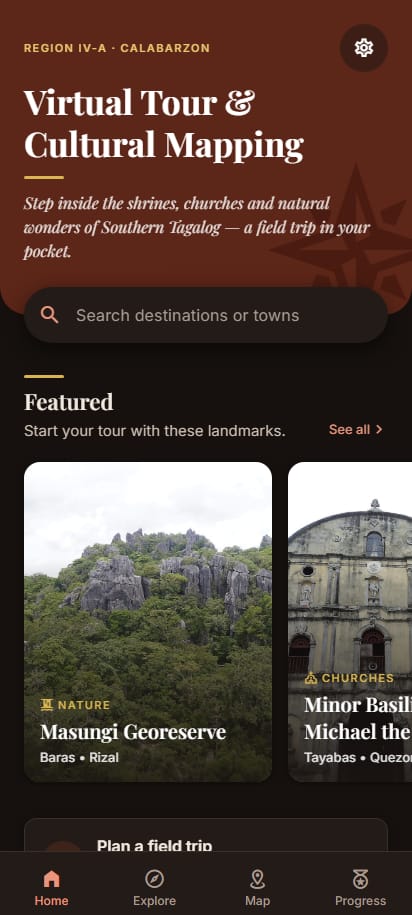 REGION IV-A · CALABARZON
Virtual Tour &
Cultural Mapping
Step inside the shrines, churches and natural
wonders of Southern Tagalog — a field trip in your
pocket.
Search destinations or towns
Featured
Start your tour with these landmarks.
See all
NATURE
Masungi Georeserve
Baras • Rizal
CHURCHES
Minor Basili
Michael the
Tayabas • Quezon
Plan a field trip
Home
Explore
Map
Progress